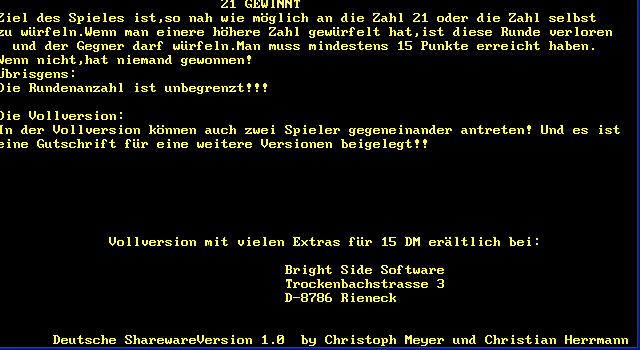 21 GEWINNT
Ziel des Spieles ist,so nah wie möglich an die Zahl 21 oder die Zahl selbst
zu würfeln.Wenn man einere höhere Zahl gewürfelt hat,ist diese Runde verloren
und der Gegner darf würfeln.Man muss mindestens 15 Punkte erreicht haben.
Wenn nicht,hat niemand gewonnen!
Übrisgens:
Die Rundenanzahl ist unbegrenzt!!!
Die Vollversion:
In der Vollversion können auch zwei Spieler gegeneinander antreten! Und es ist
eine Gutschrift für eine weitere Versionen beigelegt!!
Vollversion mit vielen Extras für 15 DM erältlich bei:
Bright Side Software
Trockenbachstrasse 3
D-8786 Rieneck
Deutsche SharewareVersion 1.0  by Christoph Meyer und Christian Herrmann